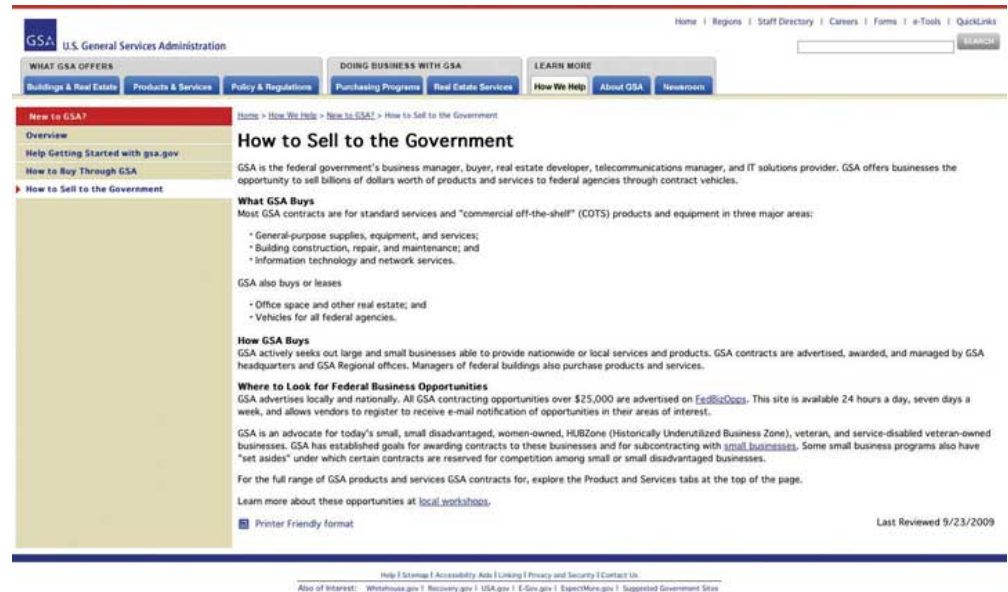 Home | Regions | Staff Directory | Careers | Forms | e-Tools | QuickLinks
GSA U.S. General Services Administration
SEARCH
WHAT GSA OFFERS DOING BUSINESS WITH GSA LEARN MORE
Buildings & Real Estate Products & Services Policy & Regulations Purchasing Programs Real Estate Services How We Help About GSA Newsroom
New to GSA?
Overview
Help Getting Started with gsa.gov
How to Buy Through GSA
How to Sell to the Government
Home > How We Help > New to GSA? > How to Sell to the Government
How to Sell to the Government
GSA is the federal government's business manager, buyer, real estate developer, telecommunications manager, and IT solutions provider. GSA offers businesses the
opportunity to sell billions of dollars worth of products and services to federal agencies through contract vehicles.
What GSA Buys
Most GSA contracts are for standard services and "commercial off-the-shelf" (COTS) products and equipment in three major areas:
• General-purpose supplies, equipment, and services;
• Building construction, repair, and maintenance; and
• Information technology and network services.
GSA also buys or leases
• Office space and other real estate; and
• Vehicles for all federal agencies.
How GSA Buys
GSA actively seeks out large and small businesses able to provide nationwide or local services and products. GSA contracts are advertised, awarded, and managed by GSA
headquarters and GSA Regional offices. Managers of federal buildings also purchase products and services.
Where to Look for Federal Business Opportunities
GSA advertises locally and nationally. All GSA contracting opportunities over $25,000 are advertised on FedBizOpps. This site is available 24 hours a day, seven days a
week, and allows vendors to register to receive e-mail notification of opportunities in their areas of interest.
GSA is an advocate for today's small, small disadvantaged, women-owned, HUBZone (Historically Underutilized Business Zone), veteran, and service-disabled veteran-owned
businesses. GSA has established goals for awarding contracts to these businesses and for subcontracting with small businesses. Some small business programs also have
"set asides" under which certain contracts are reserved for competition among small or small disadvantaged businesses.
For the full range of GSA products and services GSA contracts for, explore the Product and Services tabs at the top of the page.
Learn more about these opportunities at local workshops.
Printer Friendly format
Last Reviewed 9/23/2009
Help | Sitemap | Accessibility Aids | Linking | Privacy and Security | Contact Us
Also of Interest: Whitehouse.gov | Recovery.gov | USA.gov | E-Gov.gov | ExpectMore.gov | Suggested Government Sites